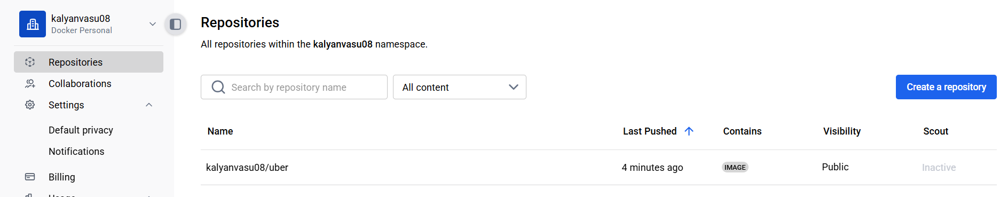 kalyanvasu08
Docker Personal
Repositories
Collaborations
Settings
Default privacy
Notifications
Billing
Repositories
All repositories within the kalyanvasu08 namespace.
Search by repository name
All content
Create a repository
Name Last Pushed Contains Visibility Scout
kalyanvasu08/uber 4 minutes ago IMAGE Public Inactive